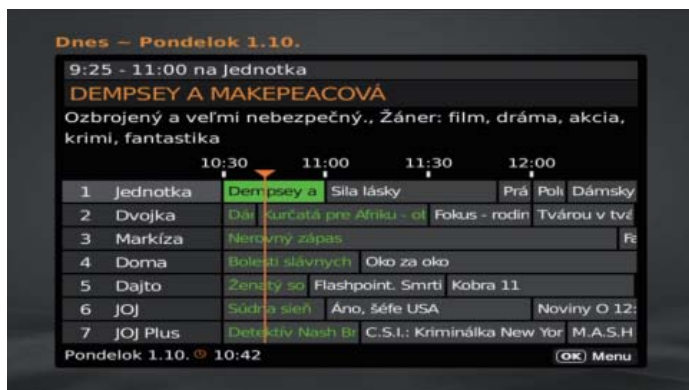 Dnes ~ Pondelok 1.10.
9:25 - 11:00 na Jednotka
DEMPSEY A MAKEPEACOVÁ
Ozbrojený a veľmi nebezpečný., Žáner: film, dráma, akcia,
krimi, fantastika
10:30 11:00 11:30 12:00
1 Jednotka Dempsey a Sila lásky Prá Poli Dámsky
2 Dvojka Dár Kurčatá pre Afriku - ob Fokus - rodin Tvárou v tvá
3 Markíza Nerovný zápas Fa
4 Doma Bolesti slávnych Oko za oko
5 Dajto Ženatý so Flashpoint. Smrti Kobra 11
6 JOJ Súdna sieň Áno, šéfe USA Noviny O 12:
7 JOJ Plus Detektív Nash Br C.S.I.: Kriminálka New Yor M.A.S.H
Pondelok 1.10. 10:42 OK Menu